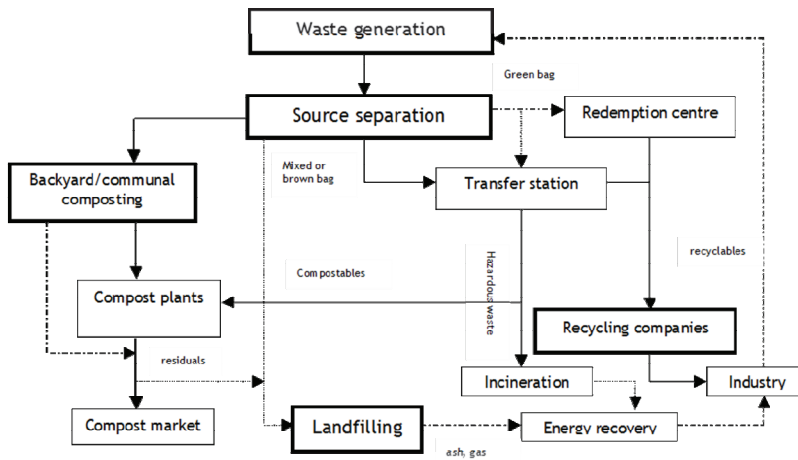 Waste generation
Green bag
Source separation
Redemption centre
Mixed or
brown bag
Backyard/communal
composting
Transfer station
recyclables
Compostables
Hazardous waste
Compost plants
Recycling companies
residuals
Incineration
Industry
Compost market
Landfilling
Energy recovery
ash, gas